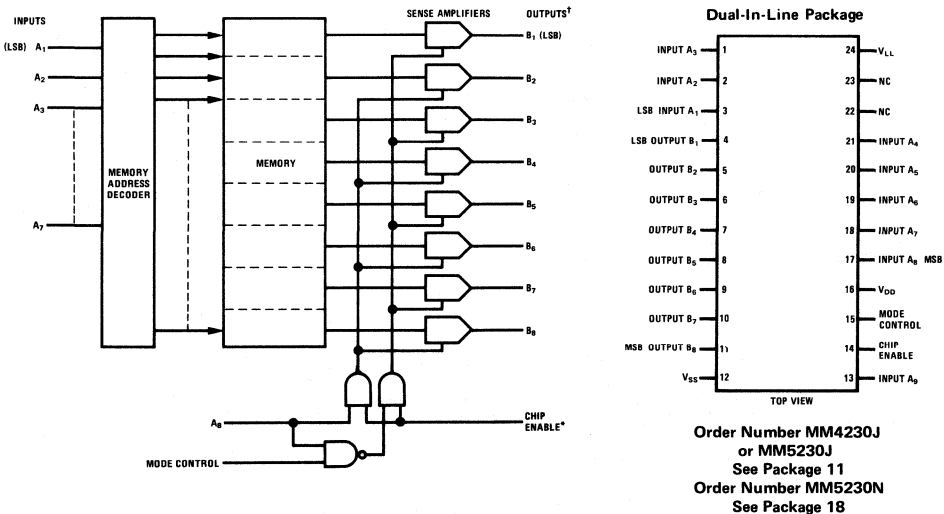 INPUTS
(LSB) A₁
A₂
A₃
A₇
MEMORY
ADDRESS
DECODER
MEMORY
SENSE AMPLIFIERS
OUTPUTS†
B₁ (LSB)
B₂
B₃
B₄
B₅
B₆
B₇
B₈
A₈
MODE CONTROL
CHIP
ENABLE*
Dual-In-Line Package
INPUT A₃ 1
INPUT A₂ 2
LSB INPUT A₁ 3
LSB OUTPUT B₁ 4
OUTPUT B₂ 5
OUTPUT B₃ 6
OUTPUT B₄ 7
OUTPUT B₅ 8
OUTPUT B₆ 9
OUTPUT B₇ 10
MSB OUTPUT B₈ 11
VSS 12
24 VLL
23 NC
22 NC
21 INPUT A₄
20 INPUT A₅
19 INPUT A₆
18 INPUT A₇
17 INPUT A₈ MSB
16 VDD
15 MODE
CONTROL
14 CHIP
ENABLE
13 INPUT A₉
TOP VIEW
Order Number MM4230J
or MM5230J
See Package 11
Order Number MM5230N
See Package 18